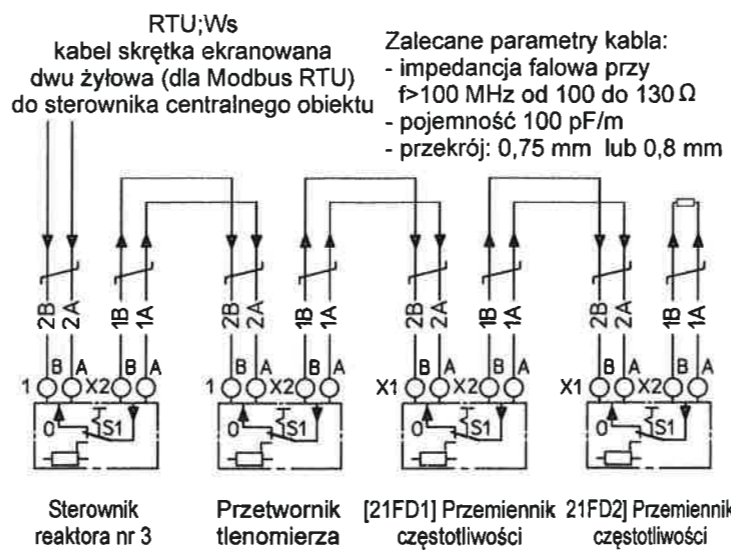 RTU;Ws
kabel skrętka ekranowana
dwu żyłowa (dla Modbus RTU)
do sterownika centralnego obiektu
Zalecane parametry kabla:
- impedancja falowa przy
f>100 MHz od 100 do 130 Ω
- pojemność 100 pF/m
- przekrój: 0,75 mm lub 0,8 mm
2B 2A 1B 1A 2B 2A 1B 1A 2B 2A 1B 1A 2B 2A 1B 1A
B A B A B A B A B A B A B A B A
1 X2 1 X2 X1 X2 X1 X2
0 S1 0 S1 0 S1 0 S1
Sterownik
reaktora nr 3
Przetwornik
tlenomierza
[21FD1] Przemiennik
częstotliwości
21FD2] Przemiennik
częstotliwości